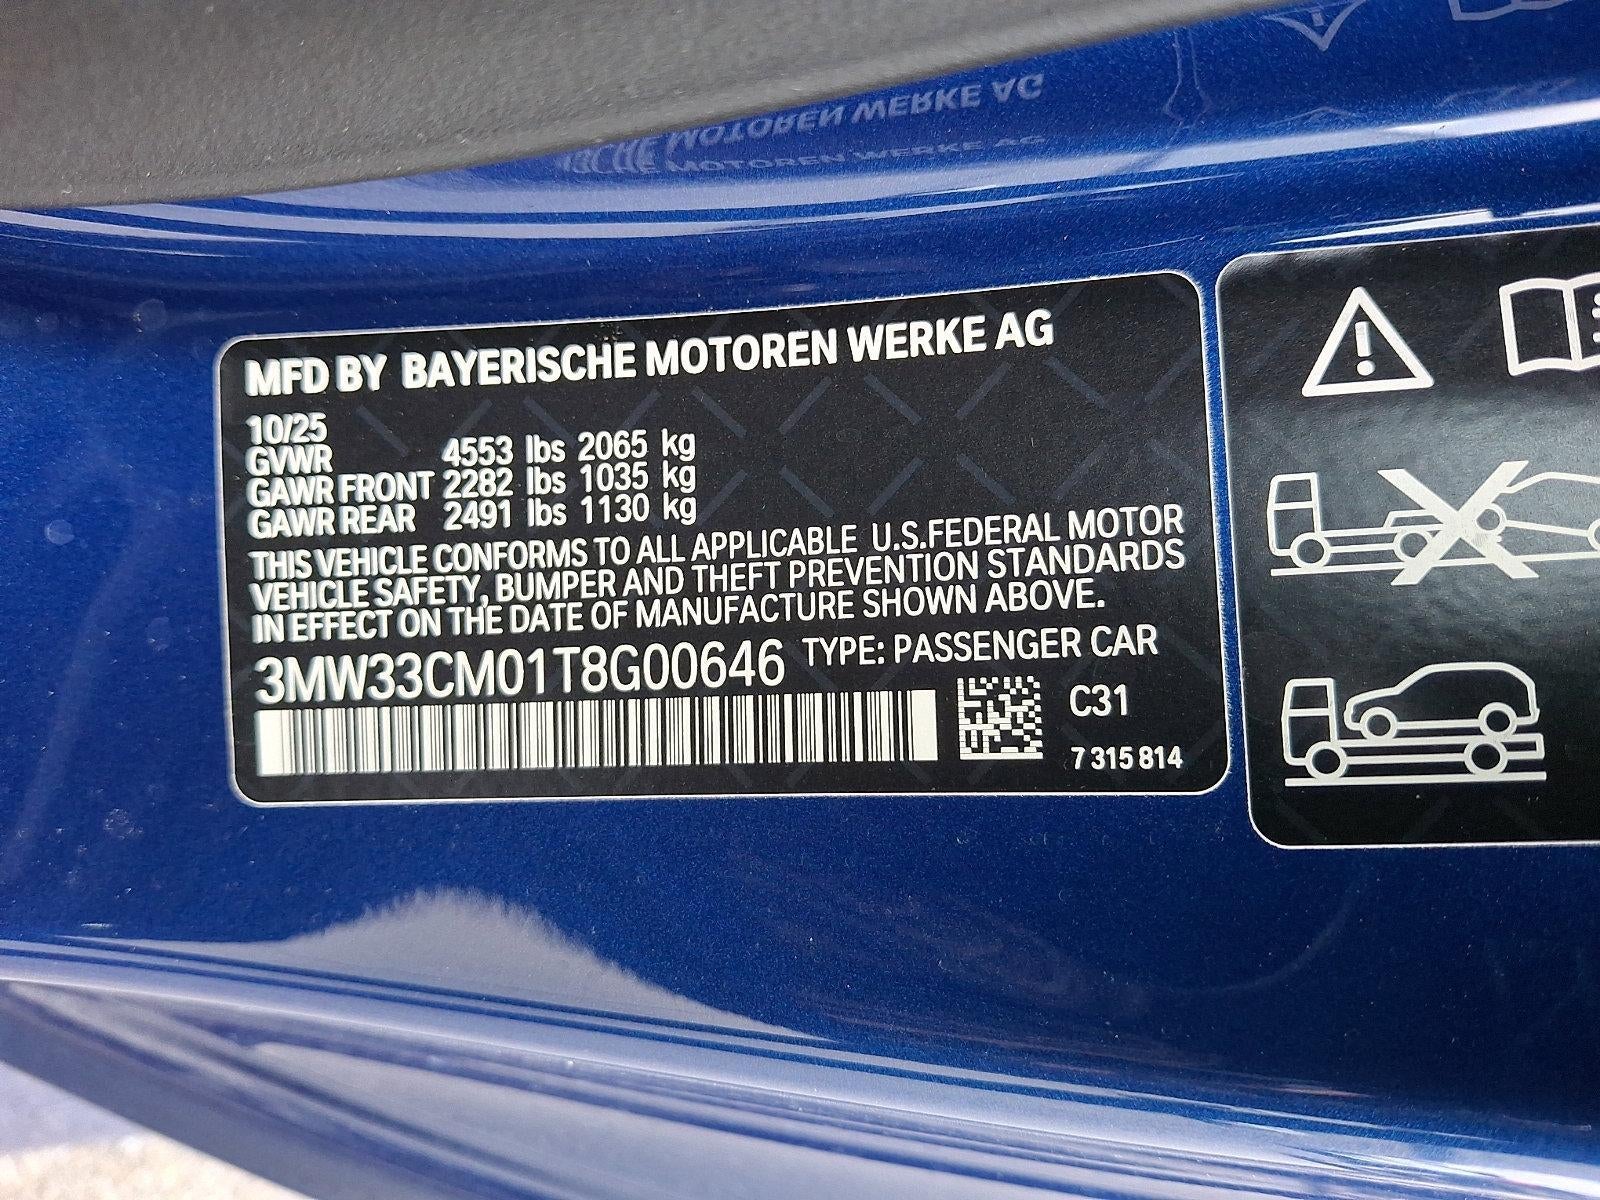 MFD BY BAYERISCHE MOTOREN WERKE AG
10/25
GVWR 4553 lbs 2065 kg
GAWR FRONT 2282 lbs 1035 kg
GAWR REAR 2491 lbs 1130 kg
THIS VEHICLE CONFORMS TO ALL APPLICABLE U.S.FEDERAL MOTOR
VEHICLE SAFETY, BUMPER AND THEFT PREVENTION STANDARDS
IN EFFECT ON THE DATE OF MANUFACTURE SHOWN ABOVE.
3MW33CM01T8G00646 TYPE: PASSENGER CAR
C31
7 315 814